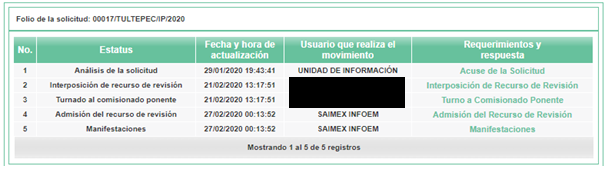 Folio de la solicitud: 00017/TULTEPEC/IP/2020
No. Estatus Fecha y hora de actualización Usuario que realiza el movimiento Requerimientos y respuesta
1 Análisis de la solicitud 29/01/2020 19:43:41 UNIDAD DE INFORMACIÓN Acuse de la Solicitud
2 Interposición de recurso de revisión 21/02/2020 13:17:51 Interposición de Recurso de Revisión
3 Turnado al comisionado ponente 21/02/2020 13:17:51 Turno a Comisionado Ponente
4 Admisión del recurso de revisión 27/02/2020 00:13:52 SAIMEX INFOEM Admisión del Recurso de Revisión
5 Manifestaciones 27/02/2020 00:13:52 SAIMEX INFOEM Manifestaciones
Mostrando 1 al 5 de 5 registros